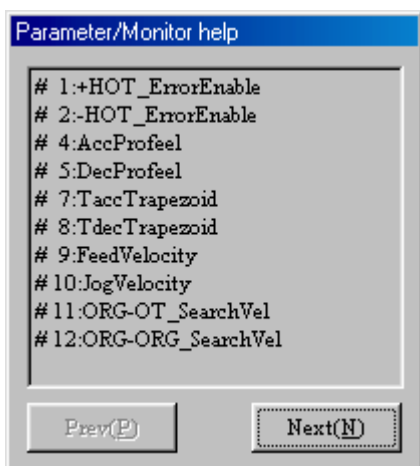 Parameter/Monitor help
# 1:+HOT_ErrorEnable
# 2:-HOT_ErrorEnable
# 4:AccProfeel
# 5:DecProfeel
# 7:TaccTrapezoid
# 8:TdecTrapezoid
# 9:FeedVelocity
#10:JogVelocity
#11:ORG-OT_SearchVel
#12:ORG-ORG_SearchVel
Prev(P) Next(N)